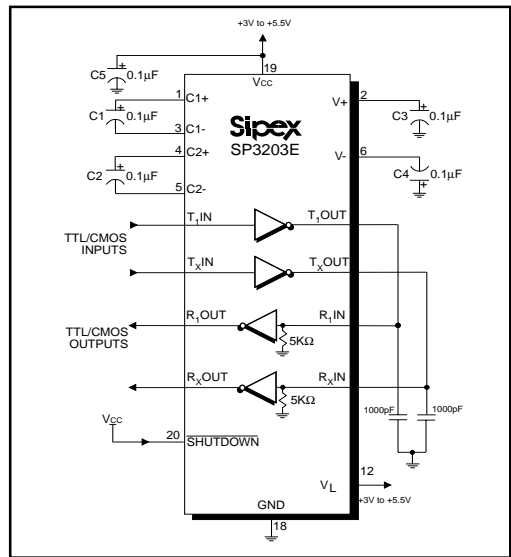 +3V to +5.5V
19
VCC
C5 + 0.1µF
1 C1+
C1 + 0.1µF
3 C1-
4 C2+
C2 + 0.1µF
5 C2-
Sipex
SP3203E
V+ 2
+ C3 0.1µF
V- 6
C4 + 0.1µF
TTL/CMOS
INPUTS
T1IN T1OUT
TXIN TXOUT
TTL/CMOS
OUTPUTS
R1OUT R1IN
5KΩ
RXOUT RXIN
5KΩ
1000pF 1000pF
VCC
20
SHUTDOWN
VL 12
+3V to +5.5V
GND
18